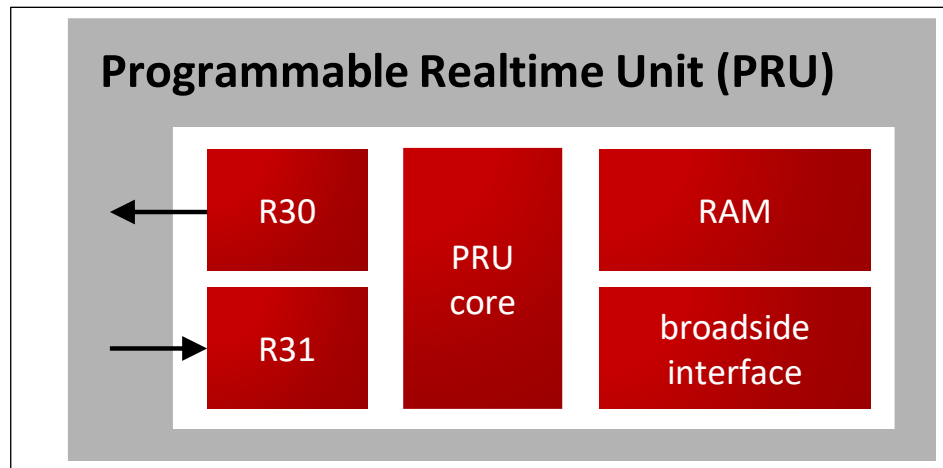 Programmable Realtime Unit (PRU)
R30
PRU
core
RAM
R31
broadside
interface